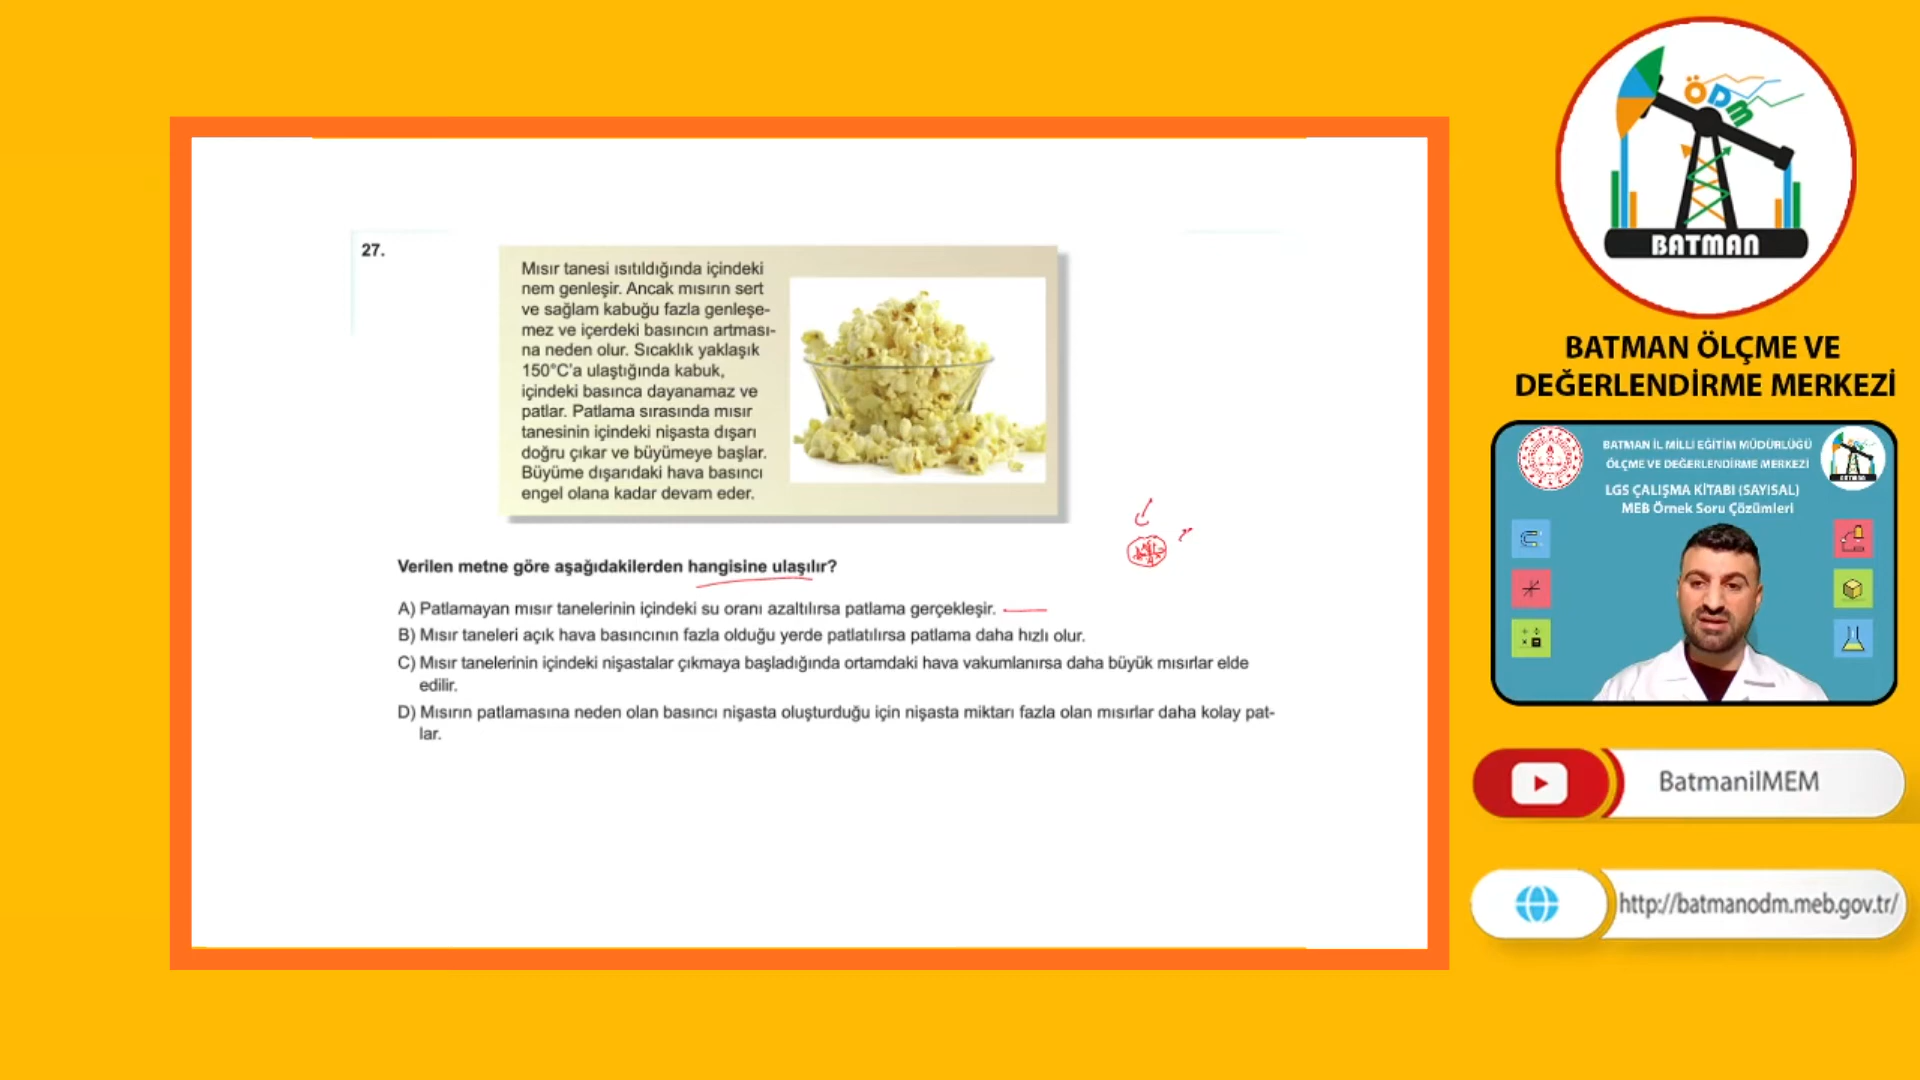 27.
Mısır tanesi ısıtıldığında içindeki
nem genleşir. Ancak mısırın sert
ve sağlam kabuğu fazla genleşe-
mez ve içerdeki basıncın artması-
na neden olur. Sıcaklık yaklaşık
150°C'a ulaştığında kabuk,
içindeki basınca dayanamaz ve
patlar. Patlama sırasında mısır
tanesinin içindeki nişasta dışarı
doğru çıkar ve büyümeye başlar.
Büyüme dışarıdaki hava basıncı
engel olana kadar devam eder.
Verilen metne göre aşağıdakilerden hangisine ulaşılır?
A) Patlamayan mısır tanelerinin içindeki su oranı azaltılırsa patlama gerçekleşir.
B) Mısır taneleri açık hava basıncının fazla olduğu yerde patlatılırsa patlama daha hızlı olur.
C) Mısır tanelerinin içindeki nişastalar çıkmaya başladığında ortamdaki hava vakumlanırsa daha büyük mısırlar elde
edilir.
D) Mısırın patlamasına neden olan basıncı nişasta oluşturduğu için nişasta miktarı fazla olan mısırlar daha kolay pat-
lar.
ÖDM
BATMAN
BATMAN ÖLÇME VE
DEĞERLENDİRME MERKEZİ
BATMAN İL MİLLİ EĞİTİM MÜDÜRLÜĞÜ
ÖLÇME VE DEĞERLENDİRME MERKEZİ
LGS ÇALIŞMA KİTABI (SAYISAL)
MEB Örnek Soru Çözümleri
BatmanilMEM
http://batmanodm.meb.gov.tr/